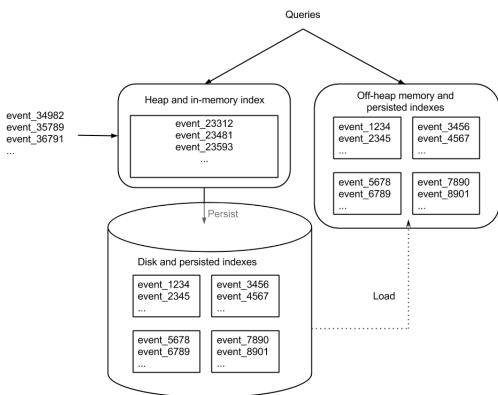 Queries
event_34982
event_35789
event_36791
...
Heap and in-memory index
event_23312
event_23481
event_23593
...
Off-heap memory and
persisted indexes
event_1234
event_2345
...
event_3456
event_4567
...
event_5678
event_6789
...
event_7890
event_8901
...
Persist
Disk and persisted indexes
event_1234
event_2345
...
event_3456
event_4567
...
event_5678
event_6789
...
event_7890
event_8901
...
Load